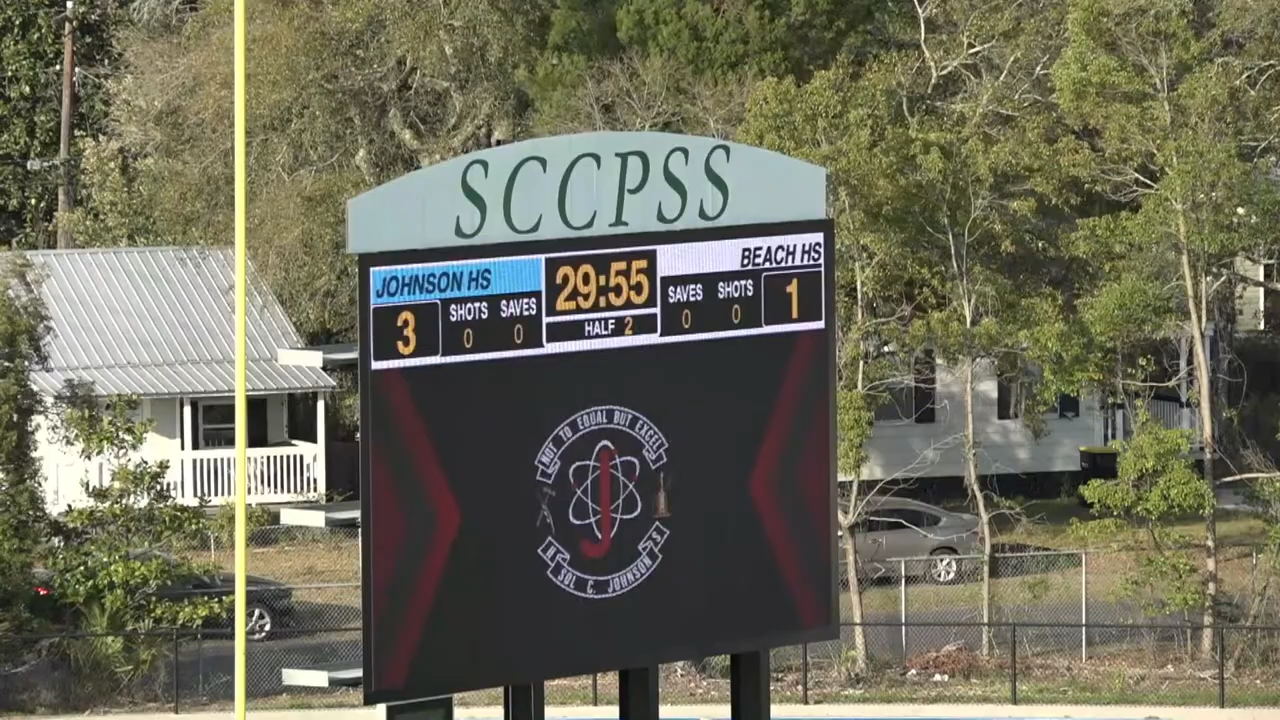 SCCPSS
JOHNSON HS
29:55
BEACH HS
3
SHOTS
0
SAVES
0
HALF 2
SAVES
0
SHOTS
0
1
NOT TO EQUAL BUT EXCEL
J
H S
SOL C. JOHNSON